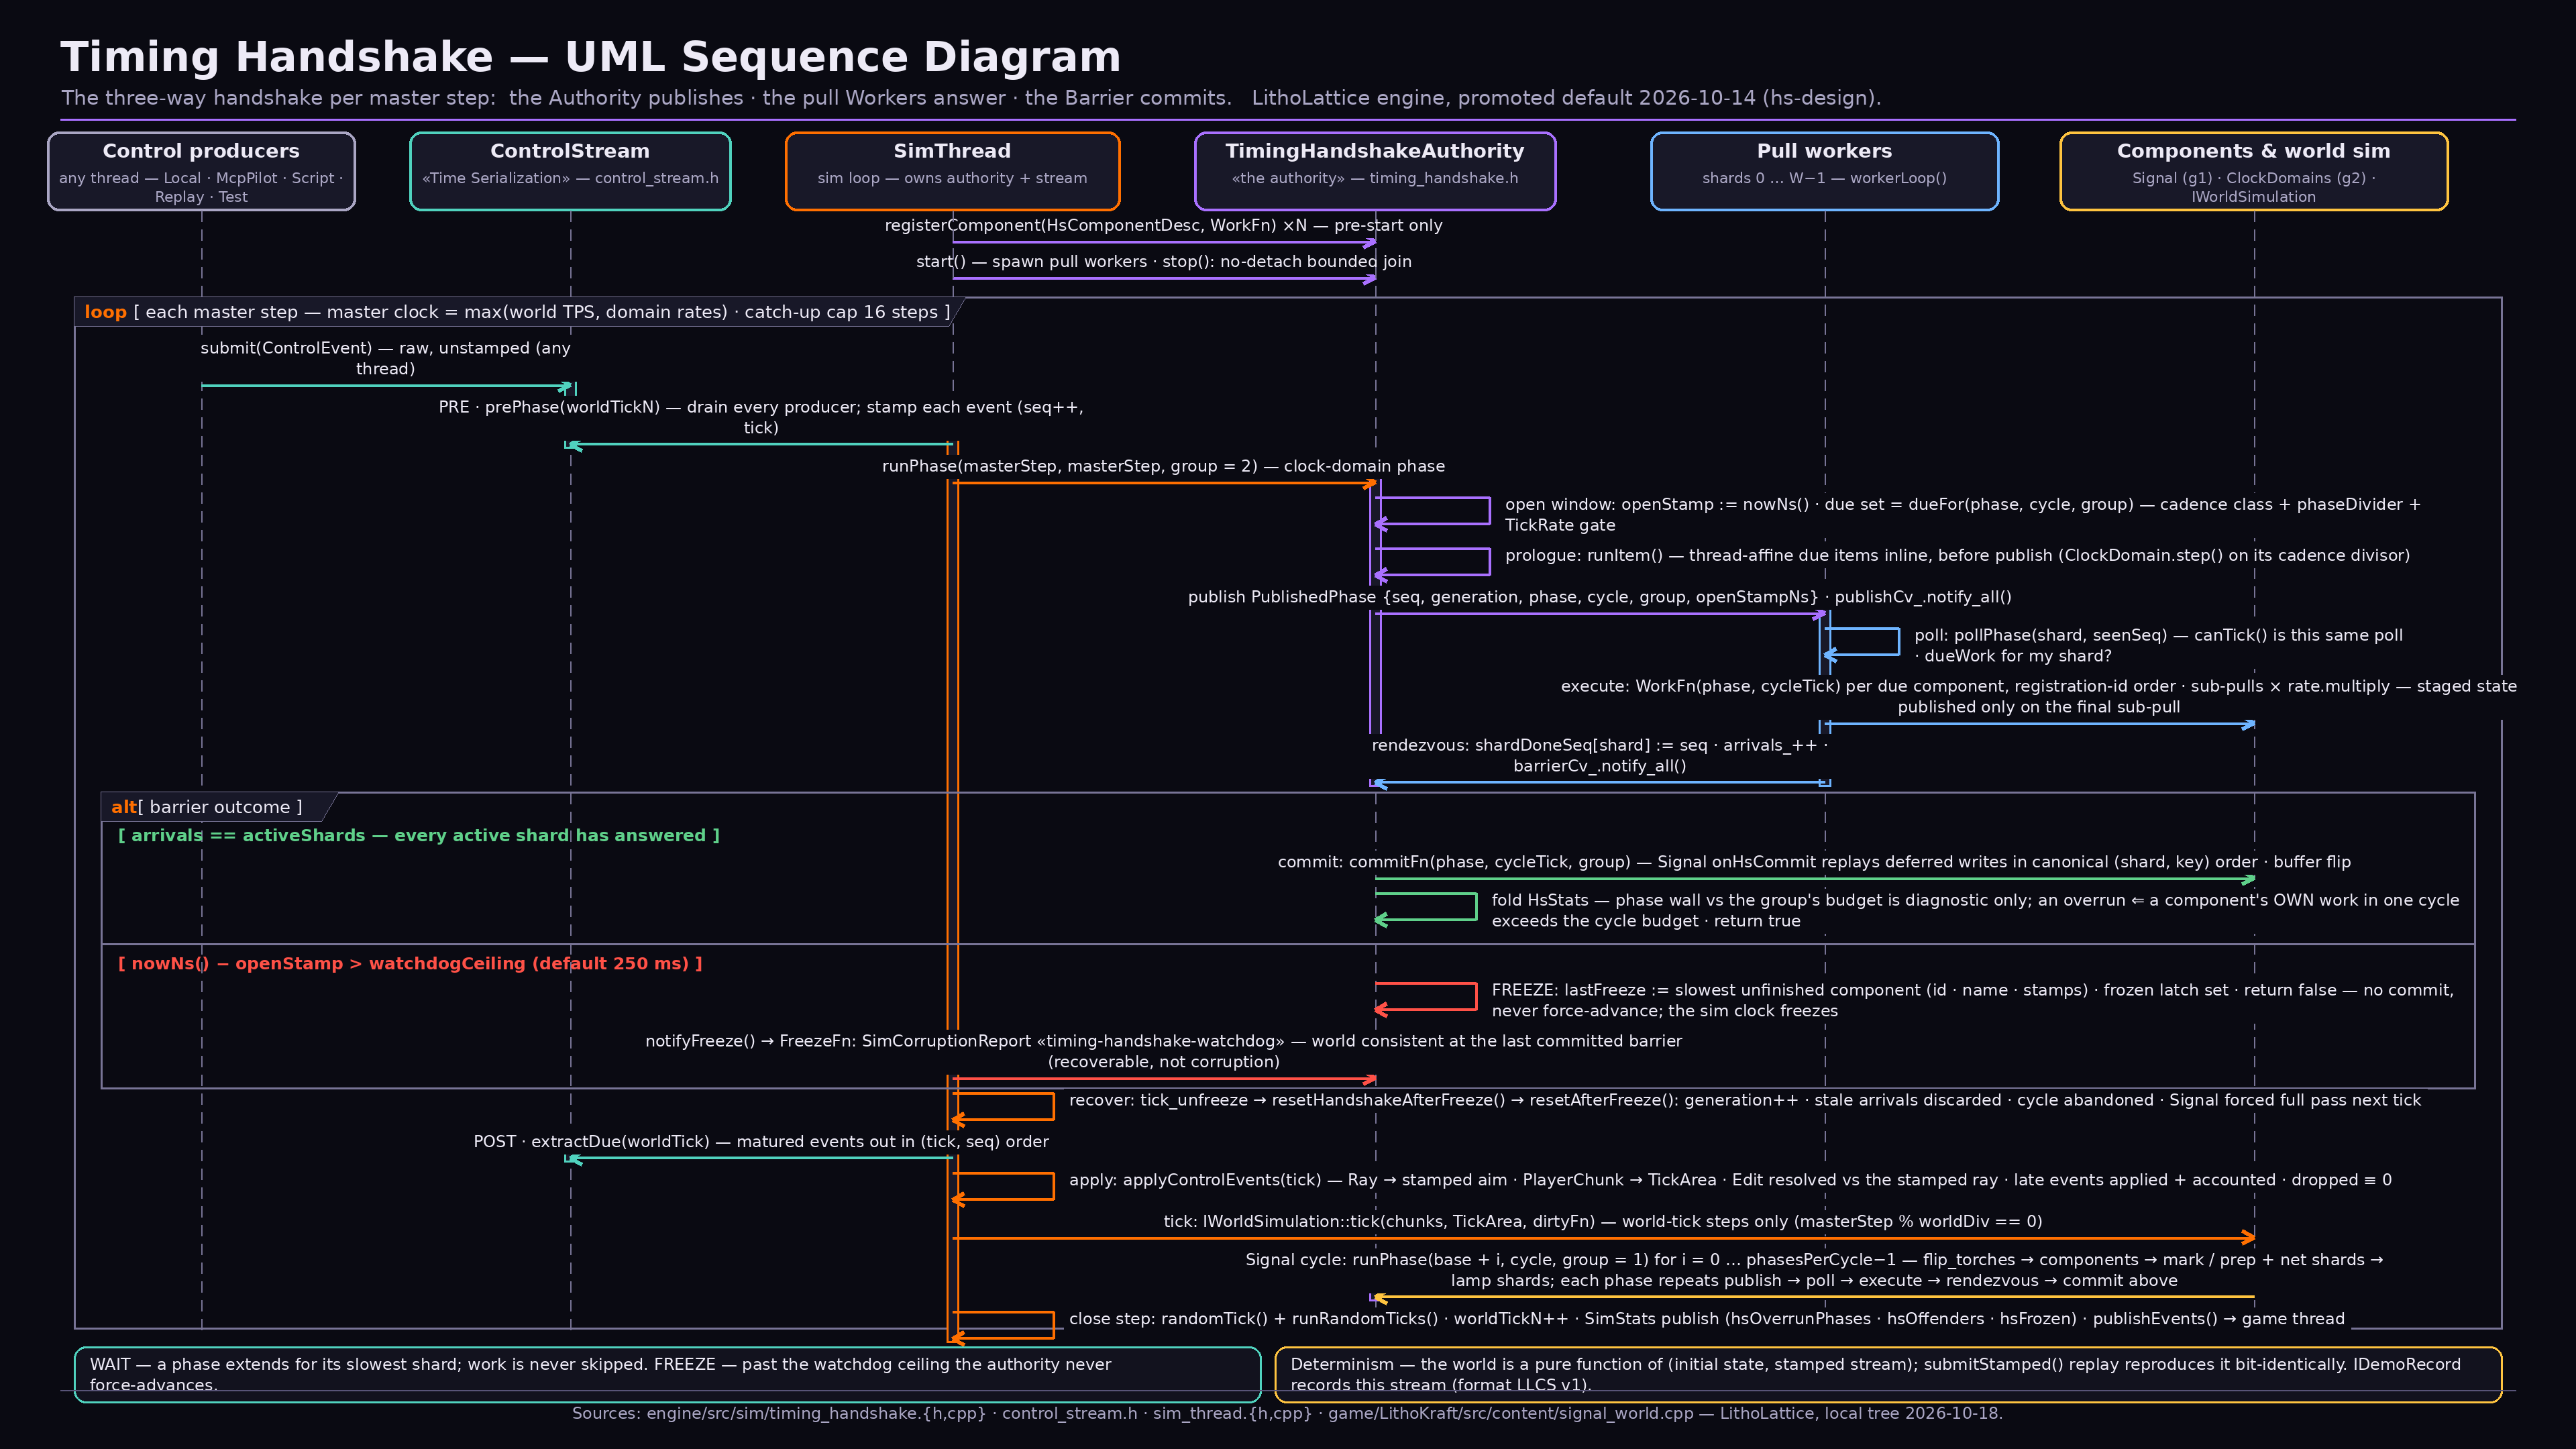 Timing Handshake — UML Sequence Diagram
The three-way handshake per master step:  the Authority publishes · the pull Workers answer · the Barrier commits.   LithoLattice engine, promoted default 2026-10-14 (hs-design).
Control producers
any thread — Local · McpPilot · Script ·
Replay · Test
ControlStream
«Time Serialization» — control_stream.h
SimThread
sim loop — owns authority + stream
TimingHandshakeAuthority
«the authority» — timing_handshake.h
Pull workers
shards 0 … W−1 — workerLoop()
Components & world sim
Signal (g1) · ClockDomains (g2) ·
IWorldSimulation
registerComponent(HsComponentDesc, WorkFn) ×N — pre-start only
start() — spawn pull workers · stop(): no-detach bounded join
loop [ each master step — master clock = max(world TPS, domain rates) · catch-up cap 16 steps ]
submit(ControlEvent) — raw, unstamped (any
thread)
PRE · prePhase(worldTickN) — drain every producer; stamp each event (seq++,
tick)
runPhase(masterStep, masterStep, group = 2) — clock-domain phase
open window: openStamp := nowNs() · due set = dueFor(phase, cycle, group) — cadence class + phaseDivider +
TickRate gate
prologue: runItem() — thread-affine due items inline, before publish (ClockDomain.step() on its cadence divisor)
publish PublishedPhase {seq, generation, phase, cycle, group, openStampNs} · publishCv_.notify_all()
poll: pollPhase(shard, seenSeq) — canTick() is this same poll
· dueWork for my shard?
execute: WorkFn(phase, cycleTick) per due component, registration-id order · sub-pulls × rate.multiply — staged state
published only on the final sub-pull
rendezvous: shardDoneSeq[shard] := seq · arrivals_++ ·
barrierCv_.notify_all()
alt[ barrier outcome ]
[ arrivals == activeShards — every active shard has answered ]
commit: commitFn(phase, cycleTick, group) — Signal onHsCommit replays deferred writes in canonical (shard, key) order · buffer flip
fold HsStats — phase wall vs the group's budget is diagnostic only; an overrun ⇐ a component's OWN work in one cycle
exceeds the cycle budget · return true
[ nowNs() − openStamp > watchdogCeiling (default 250 ms) ]
FREEZE: lastFreeze := slowest unfinished component (id · name · stamps) · frozen latch set · return false — no commit,
never force-advance; the sim clock freezes
notifyFreeze() → FreezeFn: SimCorruptionReport «timing-handshake-watchdog» — world consistent at the last committed barrier
(recoverable, not corruption)
recover: tick_unfreeze → resetHandshakeAfterFreeze() → resetAfterFreeze(): generation++ · stale arrivals discarded · cycle abandoned · Signal forced full pass next tick
POST · extractDue(worldTick) — matured events out in (tick, seq) order
apply: applyControlEvents(tick) — Ray → stamped aim · PlayerChunk → TickArea · Edit resolved vs the stamped ray · late events applied + accounted · dropped ≡ 0
tick: IWorldSimulation::tick(chunks, TickArea, dirtyFn) — world-tick steps only (masterStep % worldDiv == 0)
Signal cycle: runPhase(base + i, cycle, group = 1) for i = 0 … phasesPerCycle−1 — flip_torches → components → mark / prep + net shards →
lamp shards; each phase repeats publish → poll → execute → rendezvous → commit above
close step: randomTick() + runRandomTicks() · worldTickN++ · SimStats publish (hsOverrunPhases · hsOffenders · hsFrozen) · publishEvents() → game thread
WAIT — a phase extends for its slowest shard; work is never skipped. FREEZE — past the watchdog ceiling the authority never
force-advances.
Determinism — the world is a pure function of (initial state, stamped stream); submitStamped() replay reproduces it bit-identically. IDemoRecord
records this stream (format LLCS v1).
Sources: engine/src/sim/timing_handshake.{h,cpp} · control_stream.h · sim_thread.{h,cpp} · game/LithoKraft/src/content/signal_world.cpp — LithoLattice, local tree 2026-10-18.